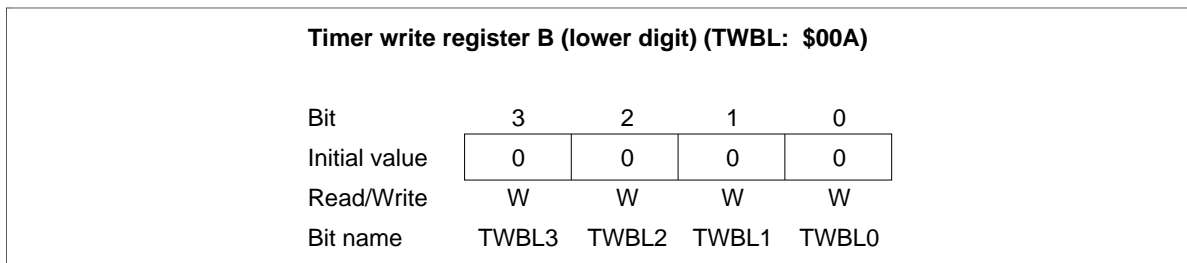 Timer write register B (lower digit) (TWBL: $00A)
Bit 3 2 1 0
Initial value 0 0 0 0
Read/Write W W W W
Bit name TWBL3 TWBL2 TWBL1 TWBL0